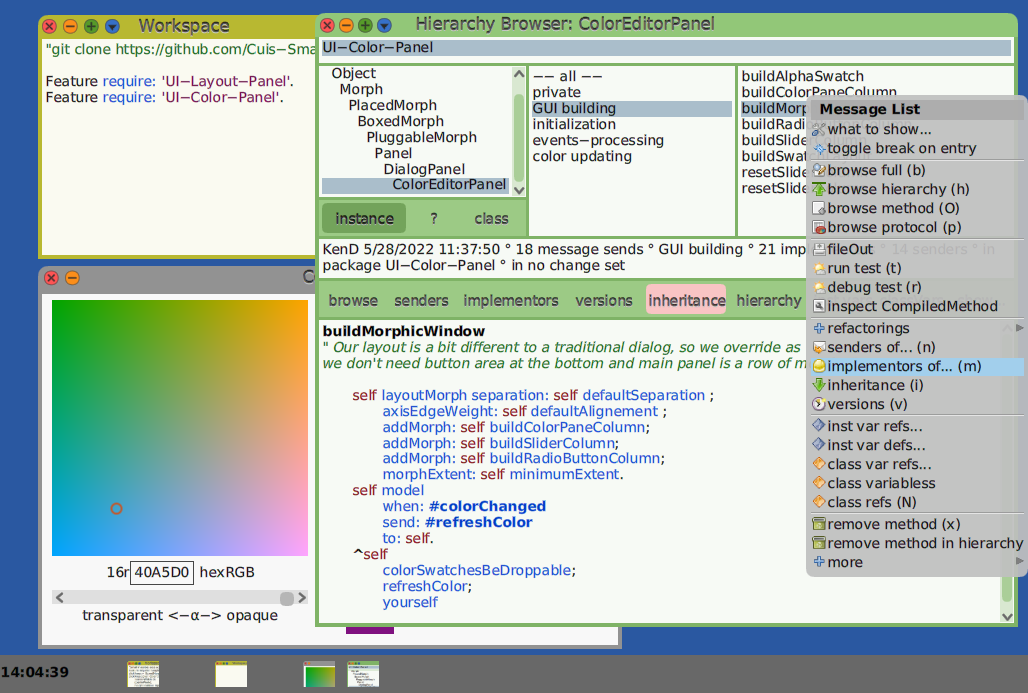 Workspace
"git clone https://github.com/Cuis−Sma
Feature require: 'UI−Layout−Panel'.
Feature require: 'UI−Color−Panel'.
Hierarchy Browser: ColorEditorPanel
UI−Color−Panel
Object
Morph
PlacedMorph
BoxedMorph
PluggableMorph
Panel
DialogPanel
ColorEditorPanel
instance ? class
−− all −−
private
GUI building
initialization
events−processing
color updating
buildAlphaSwatch
buildColorPaneColumn
buildMorp
buildRadio
buildSlide
buildSwat
resetSlide
resetSlide
KenD 5/28/2022 11:37:50 ° 18 message sends ° GUI building ° 21 imp ° 14 senders ° in
package UI−Color−Panel ° in no change set
browse senders implementors versions inheritance hierarchy
buildMorphicWindow
" Our layout is a bit different to a traditional dialog, so we override as
we don't need button area at the bottom and main panel is a row of m
self layoutMorph separation: self defaultSeparation ;
axisEdgeWeight: self defaultAlignement ;
addMorph: self buildColorPaneColumn;
addMorph: self buildSliderColumn;
addMorph: self buildRadioButtonColumn;
morphExtent: self minimumExtent.
self model
when: #colorChanged
send: #refreshColor
to: self.
^self
colorSwatchesBeDroppable;
refreshColor;
yourself
Message List
what to show...
toggle break on entry
browse full (b)
browse hierarchy (h)
browse method (O)
browse protocol (p)
fileOut
run test (t)
debug test (r)
inspect CompiledMethod
refactorings
senders of... (n)
implementors of... (m)
inheritance (i)
versions (v)
inst var refs...
inst var defs...
class var refs...
class variabless
class refs (N)
remove method (x)
remove method in hierarchy
more
16r 40A5D0 hexRGB
transparent <−α−> opaque
14:04:39